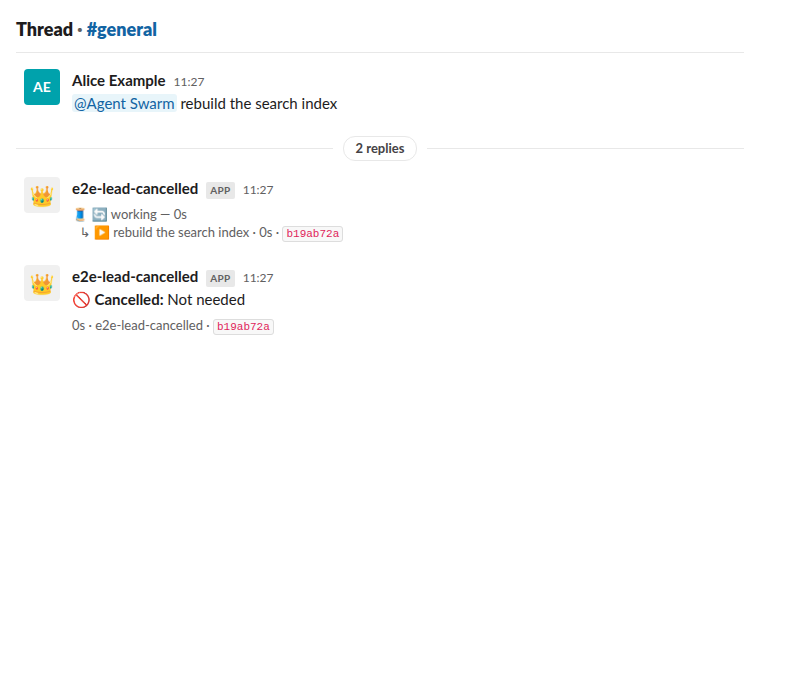 Thread • #general
AE
Alice Example 11:27
@Agent Swarm rebuild the search index
2 replies
e2e-lead-cancelled APP 11:27
🧵 🔄 working — 0s
↳ ▶️ rebuild the search index · 0s · b19ab72a
e2e-lead-cancelled APP 11:27
🚫 Cancelled: Not needed
0s · e2e-lead-cancelled · b19ab72a